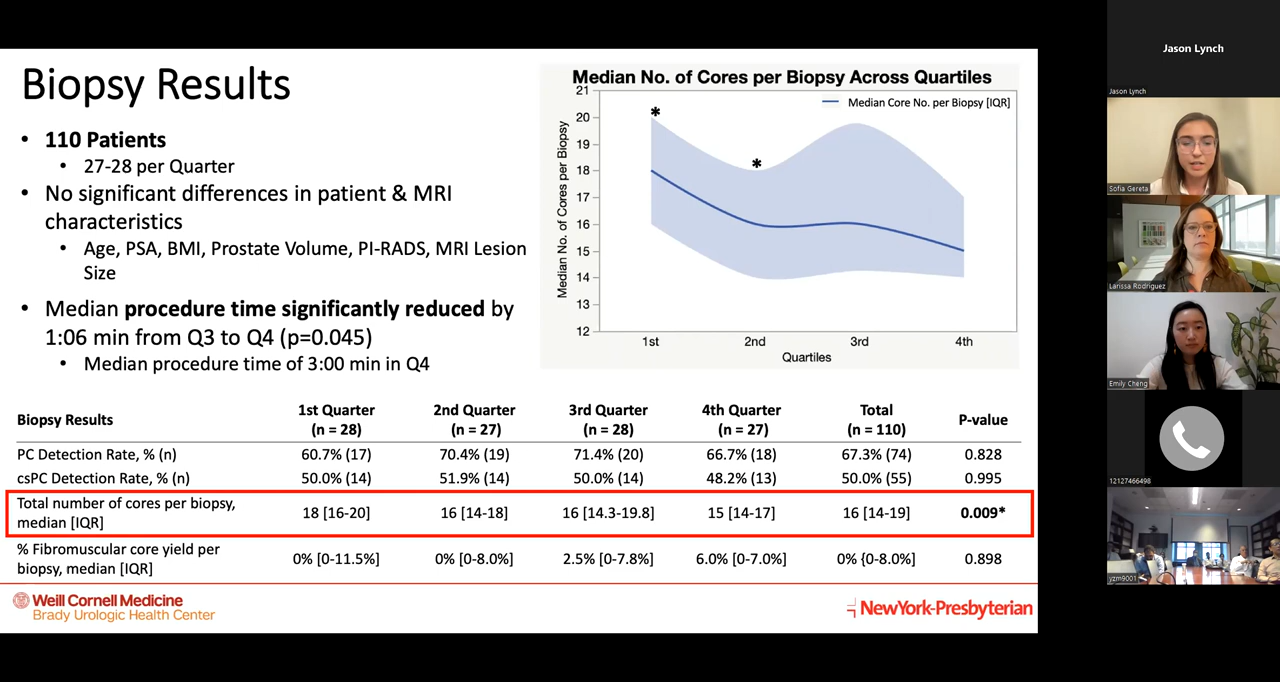 Biopsy Results
• 110 Patients
• 27-28 per Quarter
• No significant differences in patient & MRI
characteristics
• Age, PSA, BMI, Prostate Volume, PI-RADS, MRI Lesion
Size
• Median procedure time significantly reduced by
1:06 min from Q3 to Q4 (p=0.045)
• Median procedure time of 3:00 min in Q4
Median No. of Cores per Biopsy Across Quartiles
Median Core No. per Biopsy [IQR]
Median No. of Cores per Biopsy
21
20
19
18
17
16
15
14
13
12
*
*
1st 2nd 3rd 4th
Quartiles
Biopsy Results 1st Quarter (n = 28) 2nd Quarter (n = 27) 3rd Quarter (n = 28) 4th Quarter (n = 27) Total (n = 110) P-value
PC Detection Rate, % (n) 60.7% (17) 70.4% (19) 71.4% (20) 66.7% (18) 67.3% (74) 0.828
csPC Detection Rate, % (n) 50.0% (14) 51.9% (14) 50.0% (14) 48.2% (13) 50.0% (55) 0.995
Total number of cores per biopsy,
median [IQR] 18 [16-20] 16 [14-18] 16 [14.3-19.8] 15 [14-17] 16 [14-19] 0.009*
% Fibromuscular core yield per
biopsy, median [IQR] 0% [0-11.5%] 0% [0-8.0%] 2.5% [0-7.8%] 6.0% [0-7.0%] 0% {0-8.0%] 0.898
Weill Cornell Medicine
Brady Urologic Health Center
NewYork-Presbyterian
Jason Lynch
Jason Lynch
Sofia Gereta
Larissa Rodriguez
Emily Cheng
12127466498
yzm9001